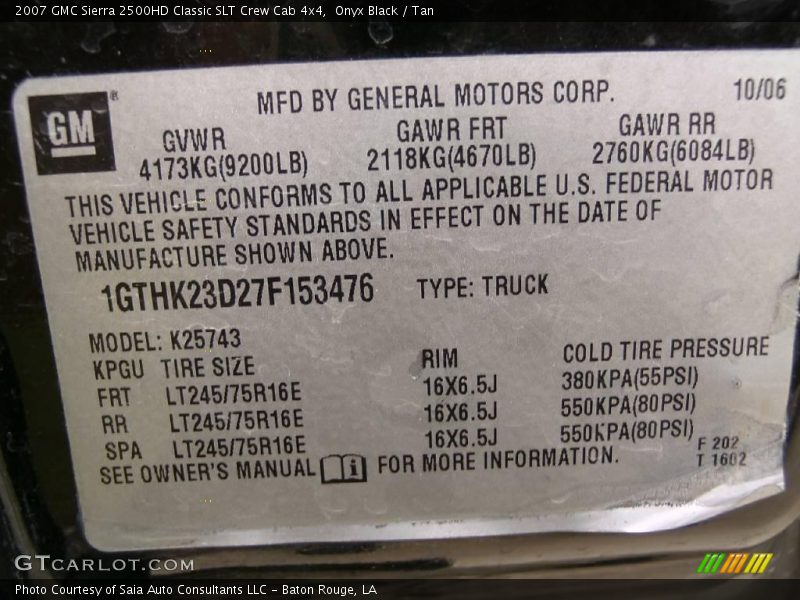 2007 GMC Sierra 2500HD Classic SLT Crew Cab 4x4,  Onyx Black / Tan
MFD BY GENERAL MOTORS CORP. 10/06
GM®
GVWR GAWR FRT GAWR RR
4173KG(9200LB) 2118KG(4670LB) 2760KG(6084LB)
THIS VEHICLE CONFORMS TO ALL APPLICABLE U.S. FEDERAL MOTOR
VEHICLE SAFETY STANDARDS IN EFFECT ON THE DATE OF
MANUFACTURE SHOWN ABOVE.
1GTHK23D27F153476 TYPE: TRUCK
MODEL: K25743
KPGU TIRE SIZE RIM COLD TIRE PRESSURE
FRT LT245/75R16E 16X6.5J 380KPA(55PSI)
RR LT245/75R16E 16X6.5J 550KPA(80PSI)
SPA LT245/75R16E 16X6.5J 550KPA(80PSI)
SEE OWNER'S MANUAL FOR MORE INFORMATION.
F 202
T 1602
GTCARLOT.COM
Photo Courtesy of Saia Auto Consultants LLC - Baton Rouge, LA